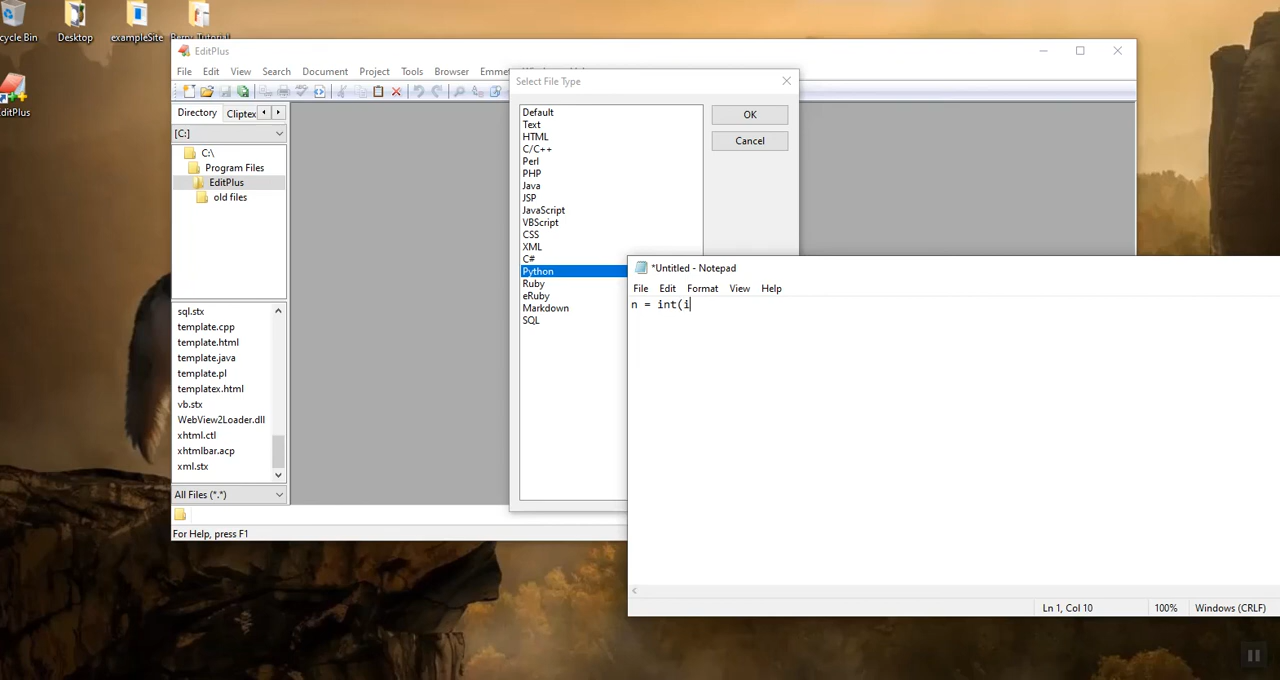 cycle Bin
Desktop
exampleSite
EditPlus
EditPlus
File Edit View Search Document Project Tools Browser Emmet
Directory
Cliptex
[C:]
C:\
Program Files
EditPlus
old files
sql.stx
template.cpp
template.html
template.java
template.pl
templatex.html
vb.stx
WebView2Loader.dll
xhtml.ctl
xhtmlbar.acp
xml.stx
All Files (*.*)
For Help, press F1
Select File Type
Default
Text
HTML
C/C++
Perl
PHP
Java
JSP
JavaScript
VBScript
CSS
XML
C#
Python
Ruby
eRuby
Markdown
SQL
OK
Cancel
*Untitled - Notepad
File Edit Format View Help
n = int(i
Ln 1, Col 10
100%
Windows (CRLF)